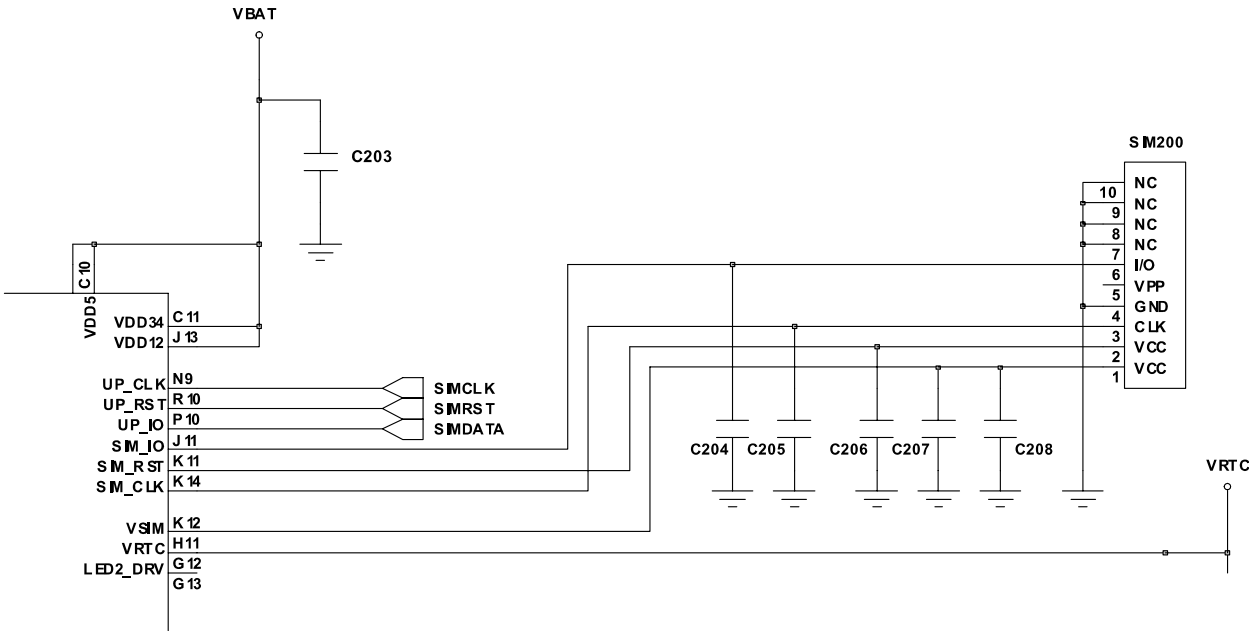 VBAT
C203
SIM200
NC
10
NC
9
NC
8
NC
7
I/O
6
VPP
5
GND
4
CLK
3
VCC
2
VCC
1
C10
VDD5
VDD34 C11
VDD12 J13
UP_CLK N9
UP_RST R10
UP_IO P10
SIM_IO J11
SIM_RST K11
SIM_CLK K14
SIMCLK
SIMRST
SIMDATA
C204
C205
C206
C207
C208
VRTC
VSIM K12
VRTC H11
LED2_DRV G12
G13